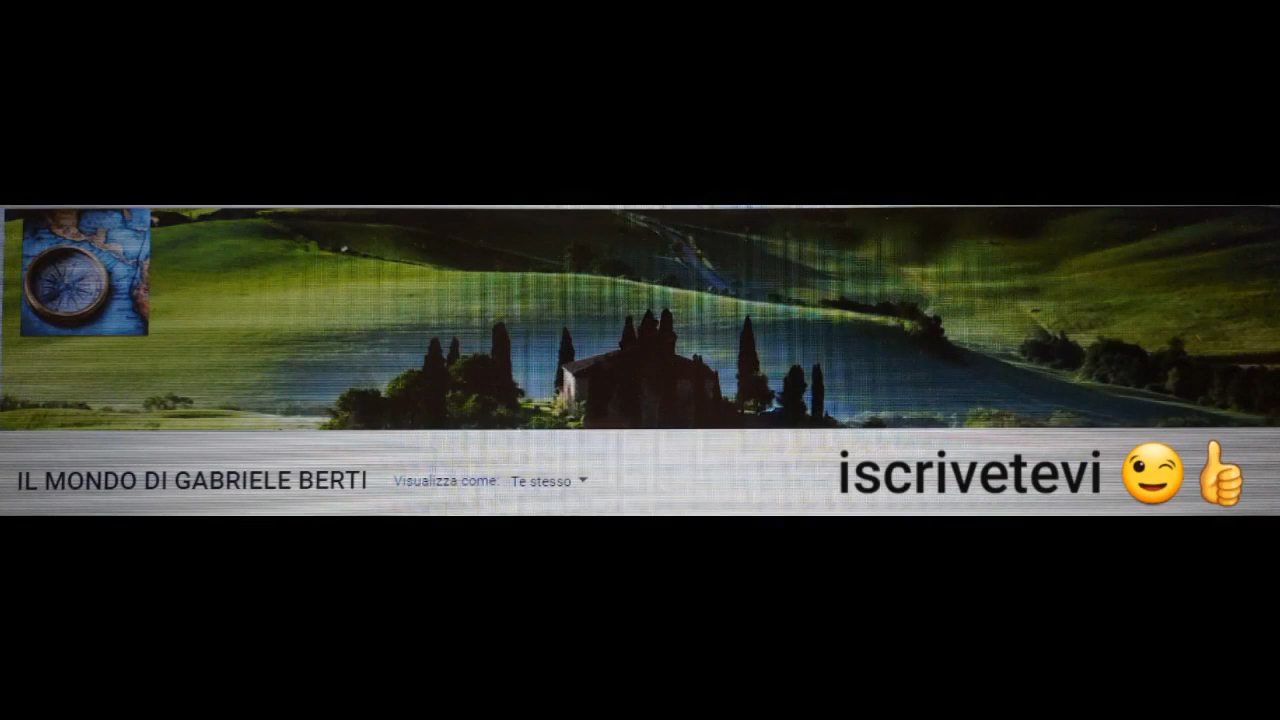 IL MONDO DI GABRIELE BERTI Visualizza come: Te stesso iscrivetevi 😉👍